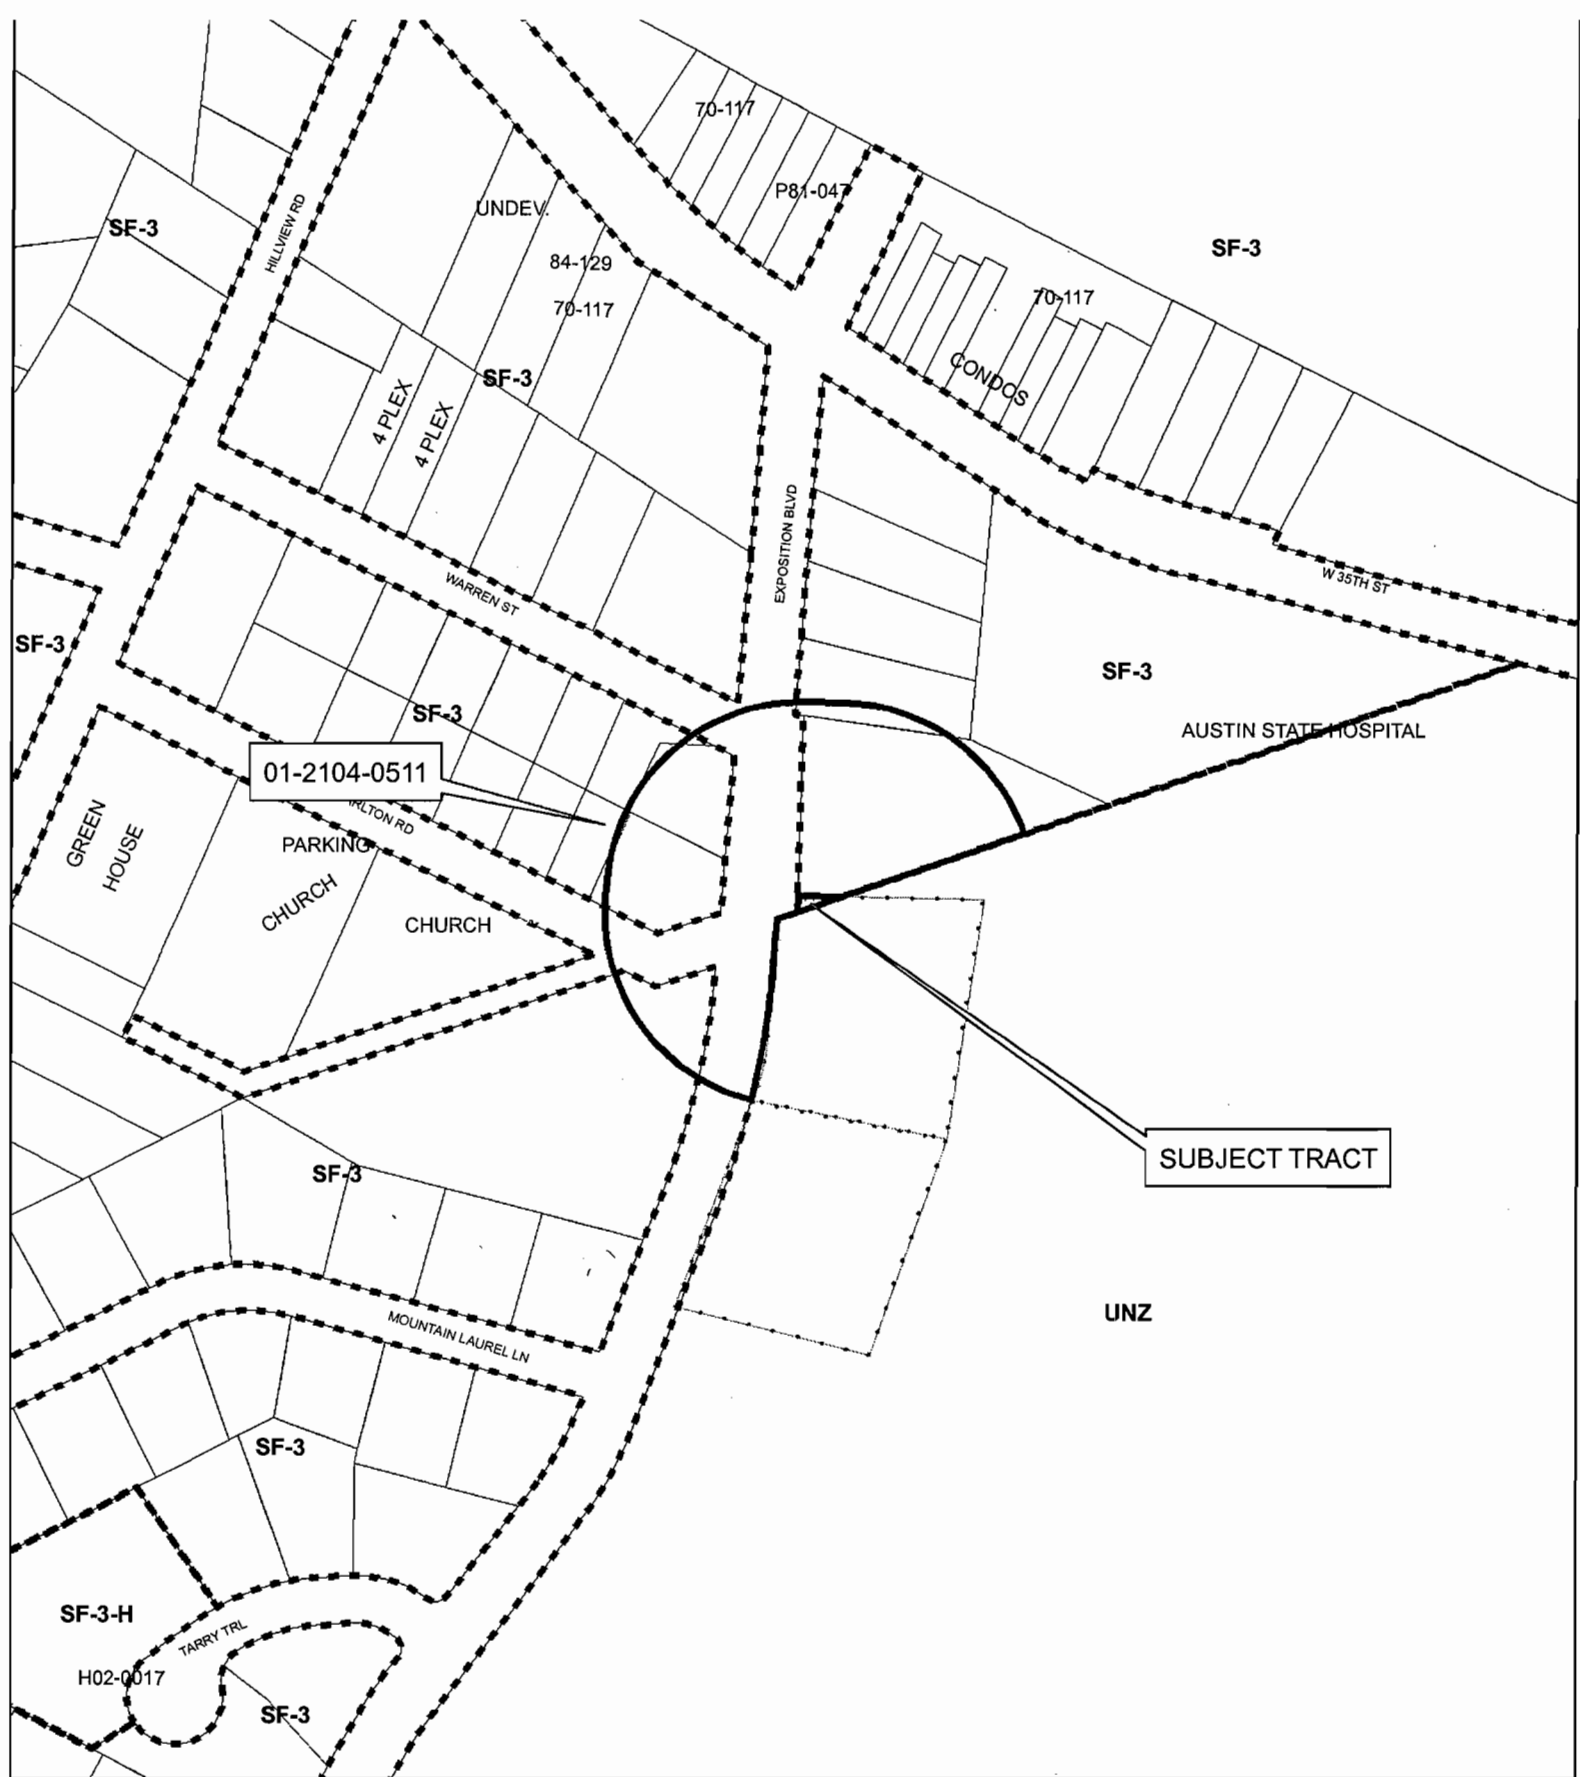 70-117
P81-047
UNDEV.
SF-3
HILLVIEW RD
SF-3
84-129
70-117
70-117
CONDOS
SF-3
4 PLEX
4 PLEX
EXPOSITION BLVD
W 35TH ST
WARREN ST
SF-3
SF-3
SF-3
AUSTIN STATE HOSPITAL
01-2104-0511
RLTON RD
PARKING
GREEN
HOUSE
CHURCH
CHURCH
SUBJECT TRACT
SF-3
UNZ
MOUNTAIN LAUREL LN
SF-3
SF-3-H
TARRY TRL
H02-0017
SF-3